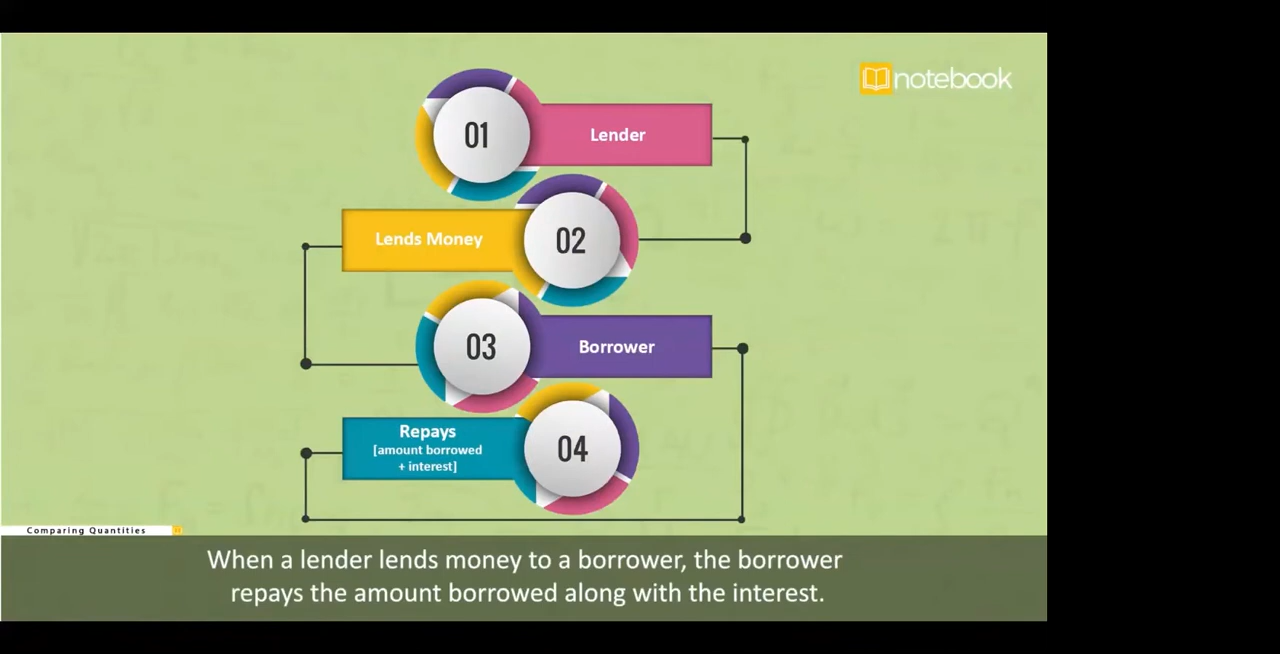 notebook
01
Lender
Lends Money
02
03
Borrower
Repays
[amount borrowed
+ interest]
04
Comparing Quantities
When a lender lends money to a borrower, the borrower
repays the amount borrowed along with the interest.